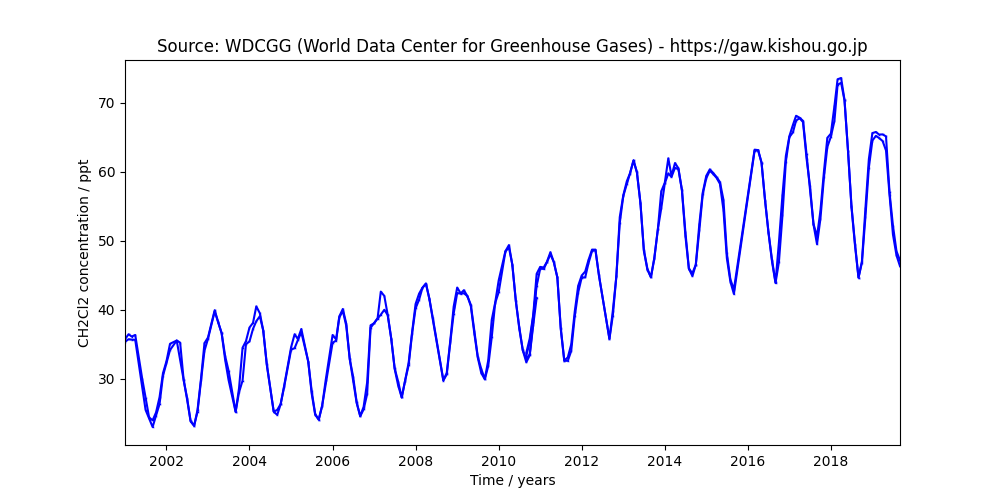 Source: WDCGG (World Data Center for Greenhouse Gases) - https://gaw.kishou.go.jp
CH2Cl2 concentration / ppt
70
60
50
40
30
2002 2004 2006 2008 2010 2012 2014 2016 2018
Time / years